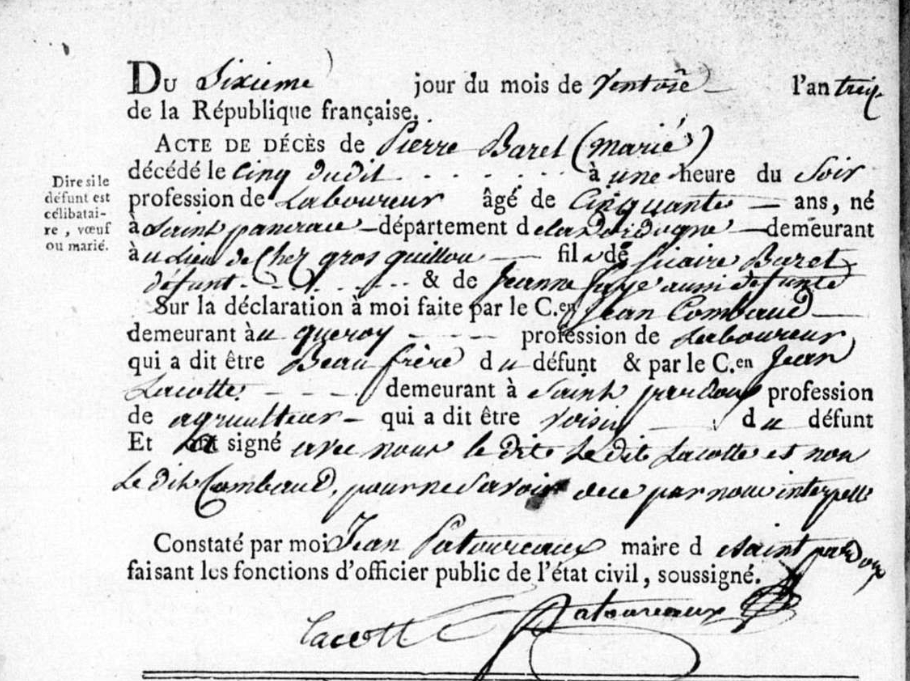 Du Sixieme jour du mois de Ventose l'an treize
de la République française.
Acte de décès de Pierre Baret (marié)
décédé le Cinq dudit à une heure du Soir
Dire si le
défunt est
célibatai-
re, vœuf
ou marié.
profession de Laboureur âgé de Cinquante ans, né
à Saint pancrace département de la Dordogne demeurant
à u Lieu de Chez gros guillou fils de Sicaire Baret
défunt & de Jeanne faye aussi défunte
Sur la déclaration à moi faite par le C.en Jean Combaud
demeurant à u queroy profession de Laboureur
qui a dit être Beau frère du défunt & par le C.en Jean
Lacotte demeurant à Saint pardoux profession
de agriculteur qui a dit être voisin du défunt
Et a signé avec nous le dit Lacotte et non
Le dit Combaud, pour ne Savoir de ce par nous interpellé
Constaté par moi Jean Patoureaux maire d e Saint pardoux
faisant les fonctions d'officier public de l'état civil, soussigné.
Lacotte Patoureaux